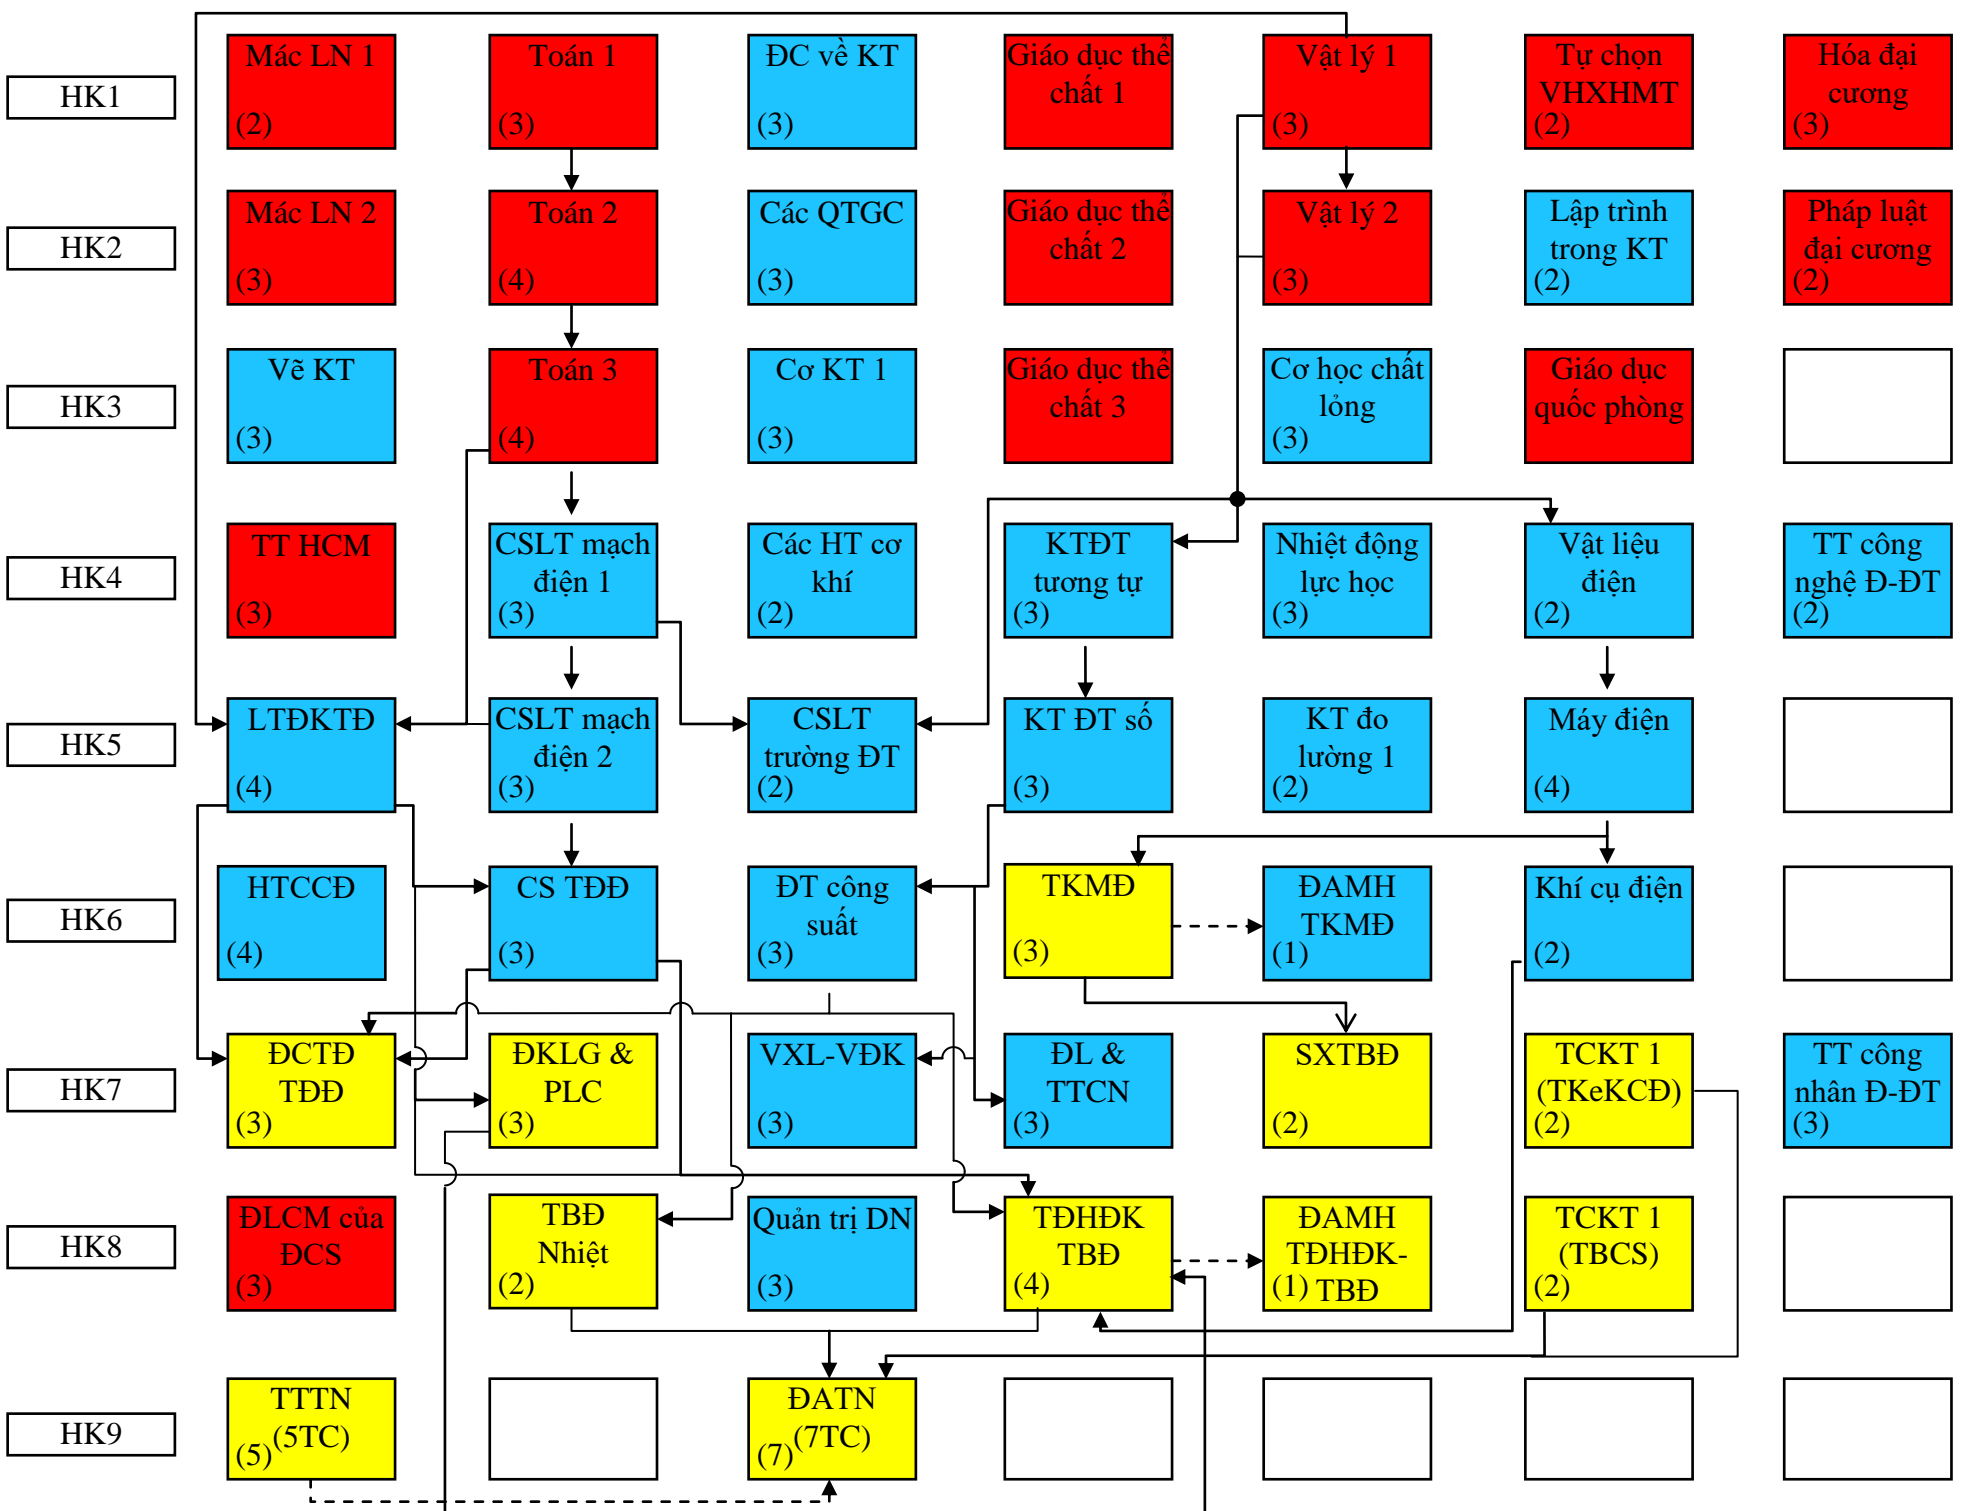 HK1
Mác LN 1
(2)
Toán 1
(3)
ĐC về KT
(3)
Giáo dục thể
chất 1
Vật lý 1
(3)
Tự chọn
VHXHMT
(2)
Hóa đại
cương
(3)
HK2
Mác LN 2
(3)
Toán 2
(4)
Các QTGC
(3)
Giáo dục thể
chất 2
Vật lý 2
(3)
Lập trình
trong KT
(2)
Pháp luật
đại cương
(2)
HK3
Vẽ KT
(3)
Toán 3
(4)
Cơ KT 1
(3)
Giáo dục thể
chất 3
Cơ học chất
lỏng
(3)
Giáo dục
quốc phòng
HK4
TT HCM
(3)
CSLT mạch
điện 1
(3)
Các HT cơ
khí
(2)
KTĐT
tương tự
(3)
Nhiệt động
lực học
(3)
Vật liệu
điện
(2)
TT công
nghệ Đ-ĐT
(2)
HK5
LTĐKTĐ
(4)
CSLT mạch
điện 2
(3)
CSLT
trường ĐT
(2)
KT ĐT số
(3)
KT đo
lường 1
(2)
Máy điện
(4)
HK6
HTCCĐ
(4)
CS TĐĐ
(3)
ĐT công
suất
(3)
TKMĐ
(3)
ĐAMH
TKMĐ
(1)
Khí cụ điện
(2)
HK7
ĐCTĐ
TĐĐ
(3)
ĐKLG &
PLC
(3)
VXL-VĐK
(3)
ĐL &
TTCN
(3)
SXTBĐ
(2)
TCKT 1
(TKeKCĐ)
(2)
TT công
nhân Đ-ĐT
(3)
HK8
ĐLCM của
ĐCS
(3)
TBĐ
Nhiệt
(2)
Quản trị DN
(3)
TĐHĐK
TBĐ
(4)
ĐAMH
TĐHĐK-
(1) TBĐ
TCKT 1
(TBCS)
(2)
HK9
TTTN
(5) (5TC)
ĐATN
(7) (7TC)